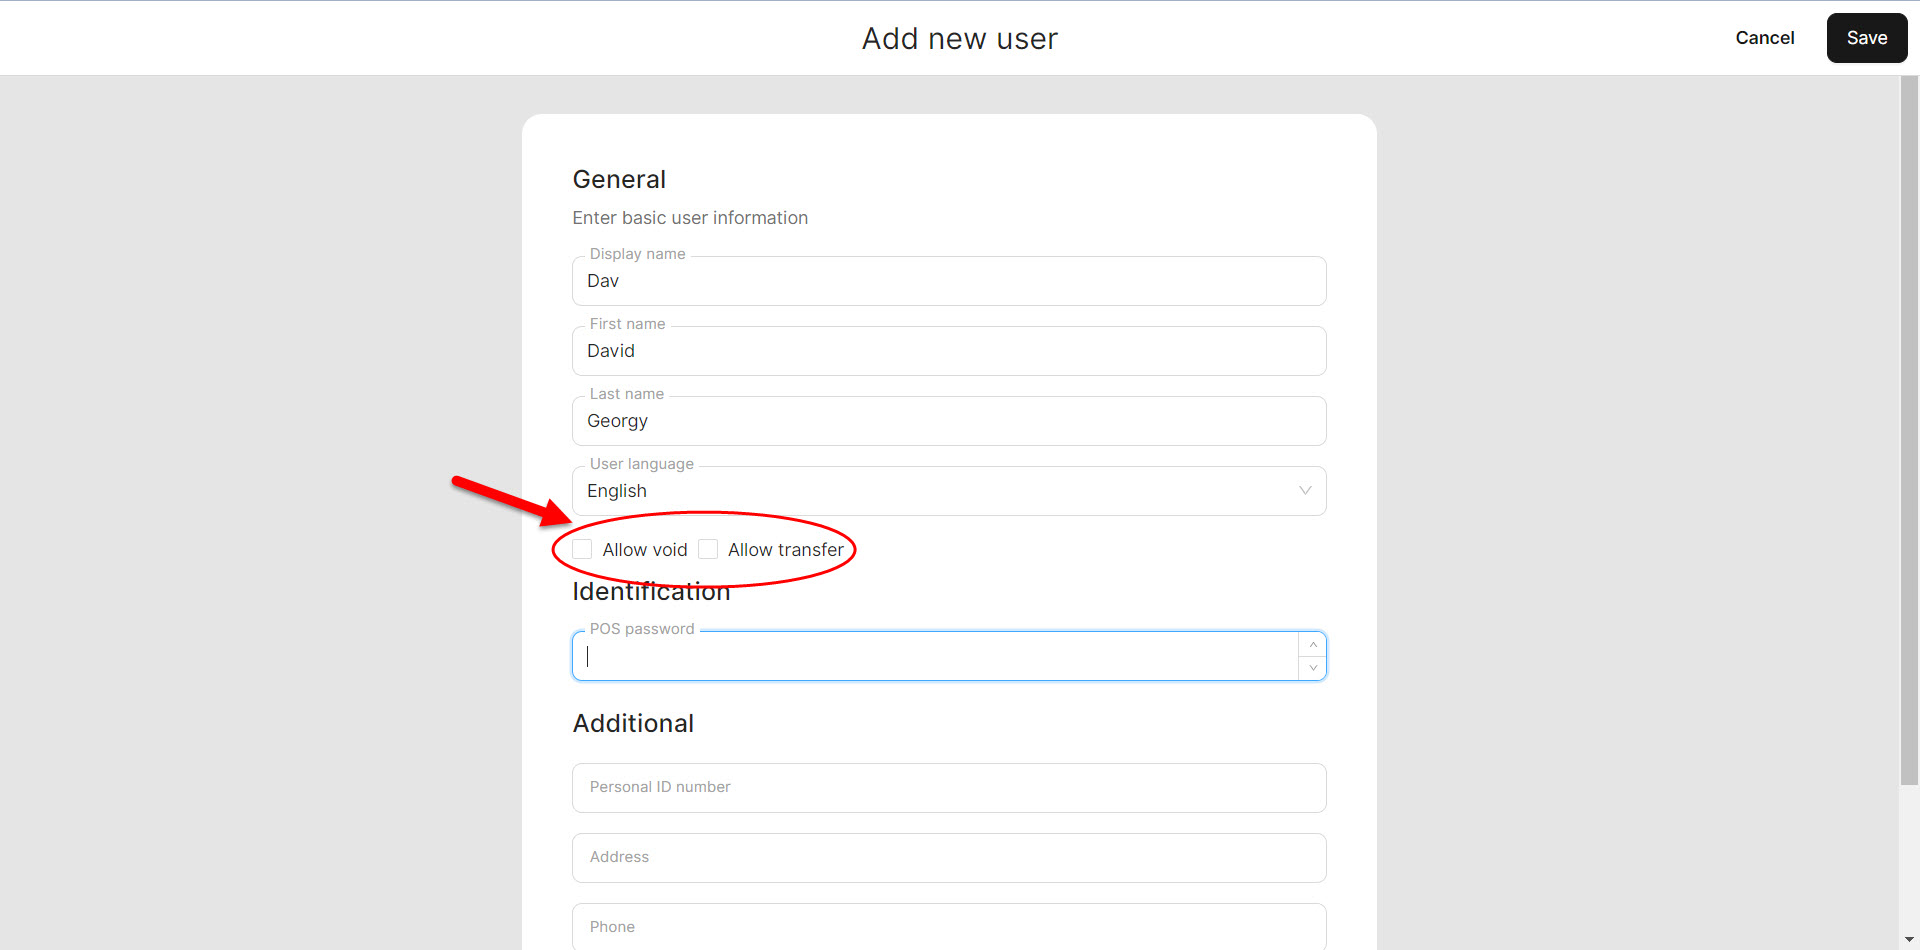 Add new user
Cancel
Save
General
Enter basic user information
Display name
Dav
First name
David
Last name
Georgy
User language
English
Allow void Allow transfer
Identification
POS password
Additional
Personal ID number
Address
Phone